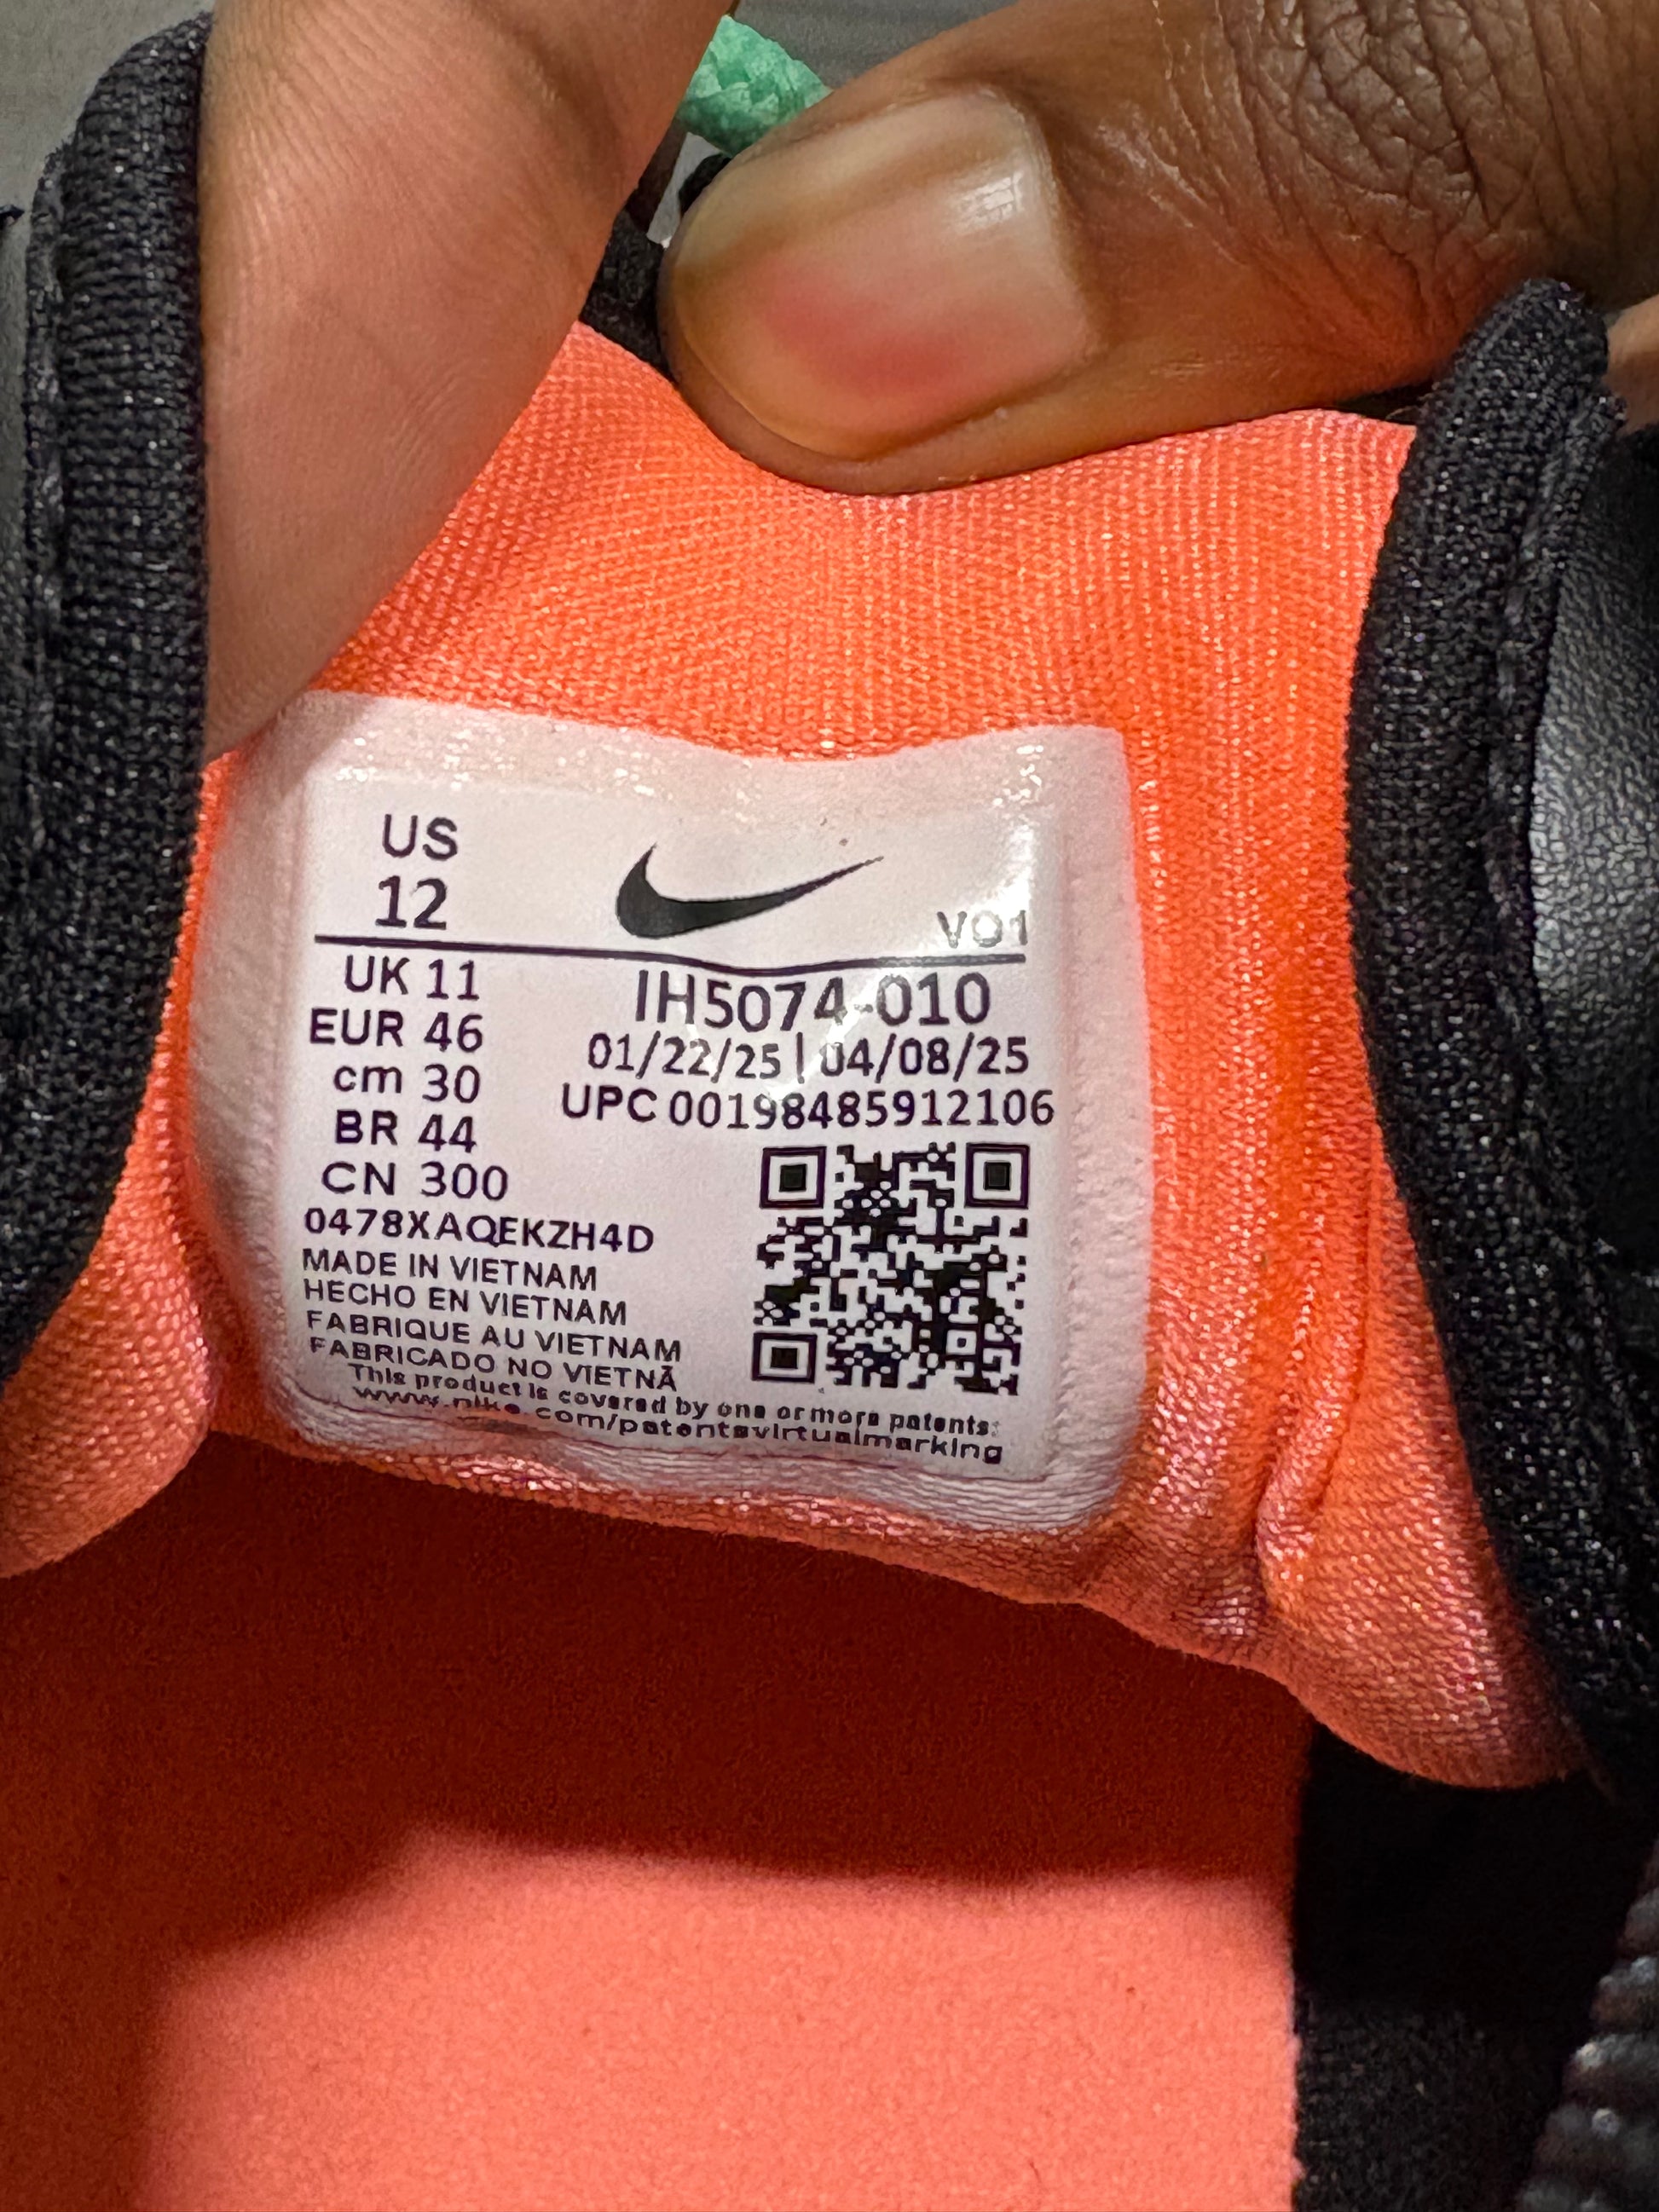 US
12
VO1
UK 11
EUR 46
cm 30
BR 44
CN 300
IH5074-010
01/22/25 | 04/08/25
UPC 00198485912106
0478XAQEKZH4D
MADE IN VIETNAM
HECHO EN VIETNAM
FABRIQUE AU VIETNAM
FABRICADO NO VIETNÃ
This product is covered by one or more patents:
www.nike.com/patentsvirtualmarking